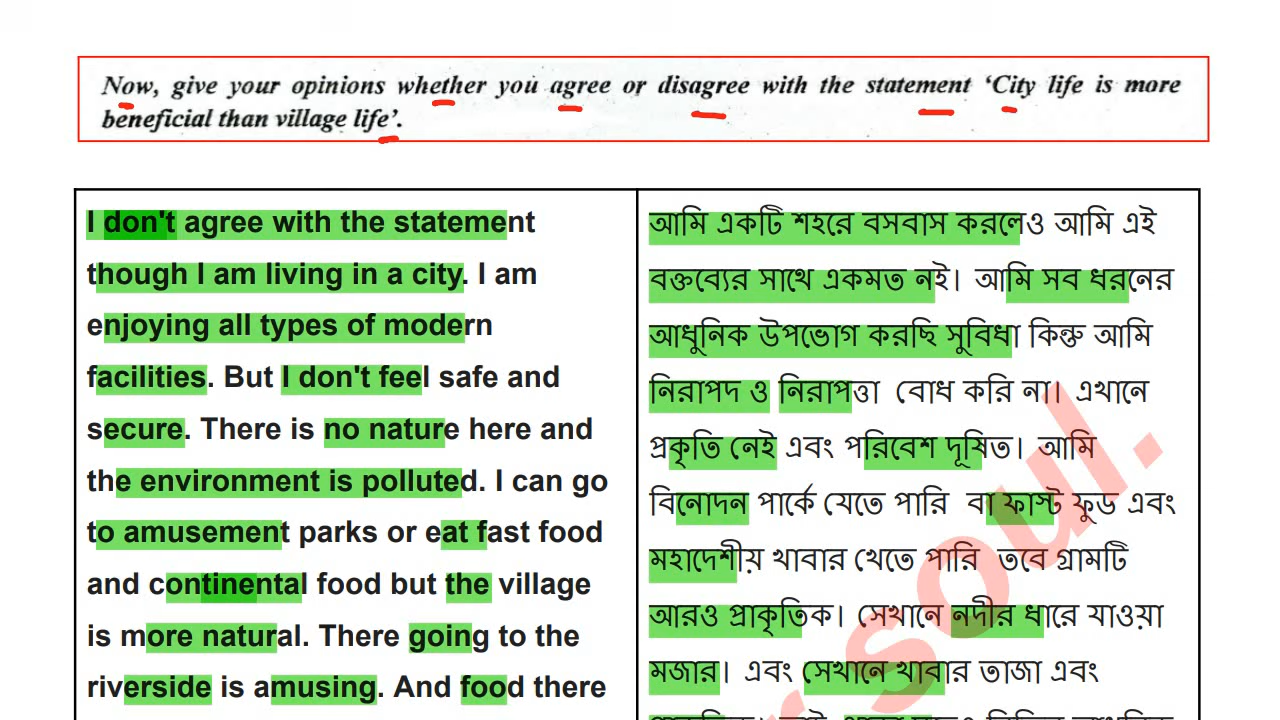 Now, give your opinions whether you agree or disagree with the statement ‘City life is more
beneficial than village life’.
I don't agree with the statement
though I am living in a city. I am
enjoying all types of modern
facilities. But I don't feel safe and
secure. There is no nature here and
the environment is polluted. I can go
to amusement parks or eat fast food
and continental food but the village
is more natural. There going to the
riverside is amusing. And food there
আমি একটি শহরে বসবাস করলেও আমি এই
বক্তব্যের সাথে একমত নই। আমি সব ধরনের
আধুনিক উপভোগ করছি সুবিধা কিন্তু আমি
নিরাপদ ও নিরাপত্তা বোধ করি না। এখানে
প্রকৃতি নেই এবং পরিবেশ দূষিত। আমি
বিনোদন পার্কে যেতে পারি বা ফাস্ট ফুড এবং
মহাদেশীয় খাবার খেতে পারি তবে গ্রামটি
আরও প্রাকৃতিক। সেখানে নদীর ধারে যাওয়া
মজার। এবং সেখানে খাবার তাজা এবং
soul.